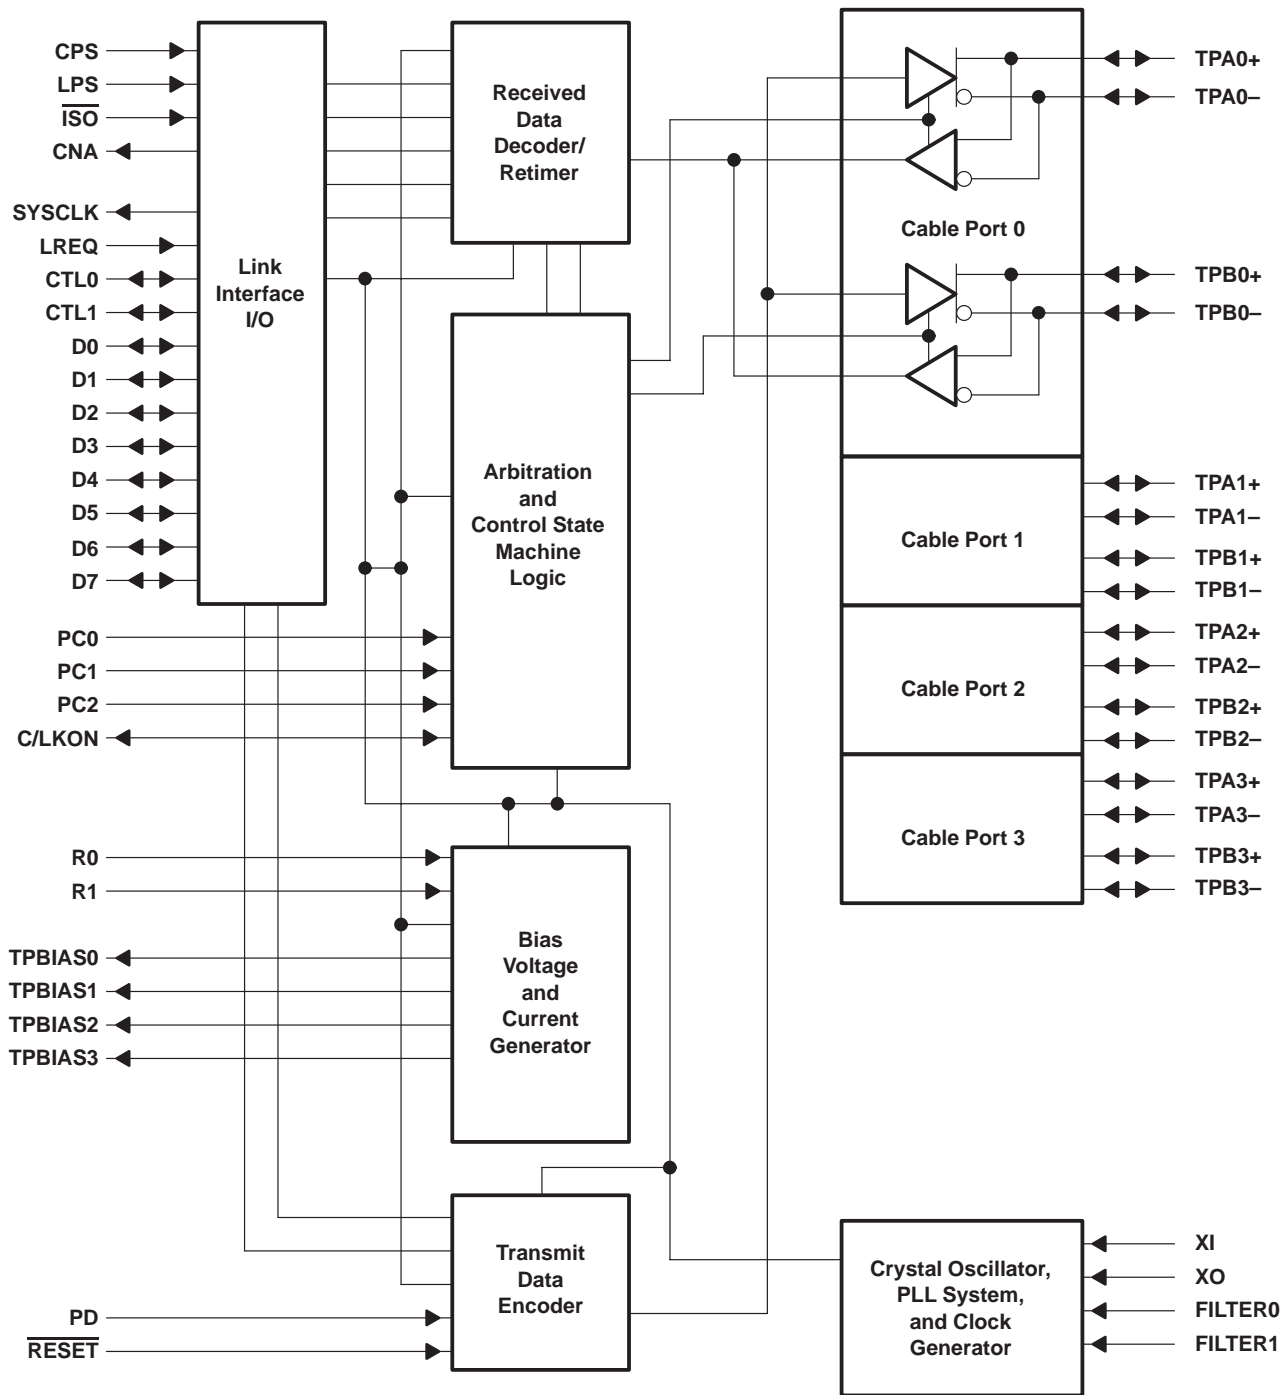 CPS
LPS
ISO
CNA
SYSCLK
LREQ
CTL0
CTL1
D0
D1
D2
D3
D4
D5
D6
D7
PC0
PC1
PC2
C/LKON
R0
R1
TPBIAS0
TPBIAS1
TPBIAS2
TPBIAS3
PD
RESET
Link
Interface
I/O
Received
Data
Decoder/
Retimer
Arbitration
and
Control State
Machine
Logic
Bias
Voltage
and
Current
Generator
Transmit
Data
Encoder
Cable Port 0
Cable Port 1
Cable Port 2
Cable Port 3
Crystal Oscillator,
PLL System,
and Clock
Generator
TPA0+
TPA0–
TPB0+
TPB0–
TPA1+
TPA1–
TPB1+
TPB1–
TPA2+
TPA2–
TPB2+
TPB2–
TPA3+
TPA3–
TPB3+
TPB3–
XI
XO
FILTER0
FILTER1